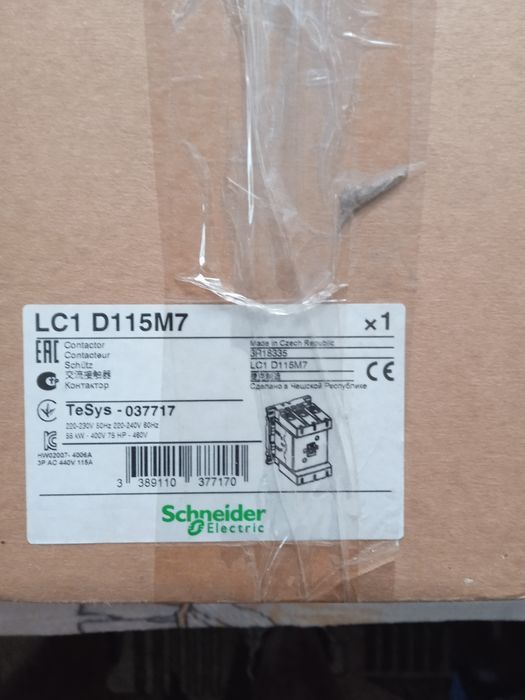 LC1 D115M7
x1
EAC
Contactor
Contacteur
Schütz
交流接触器
Контактор
Made in Czech Republic
LC1 D115M7
Сделано в Чешской Республике
CE
TeSys - 037717
220-230V 50Hz 220-240V 60Hz
55 kW - 400V 75 HP - 460V
HW02007- 4006A
3P AC 440V 115A
3 389110 377170
Schneider
Electric